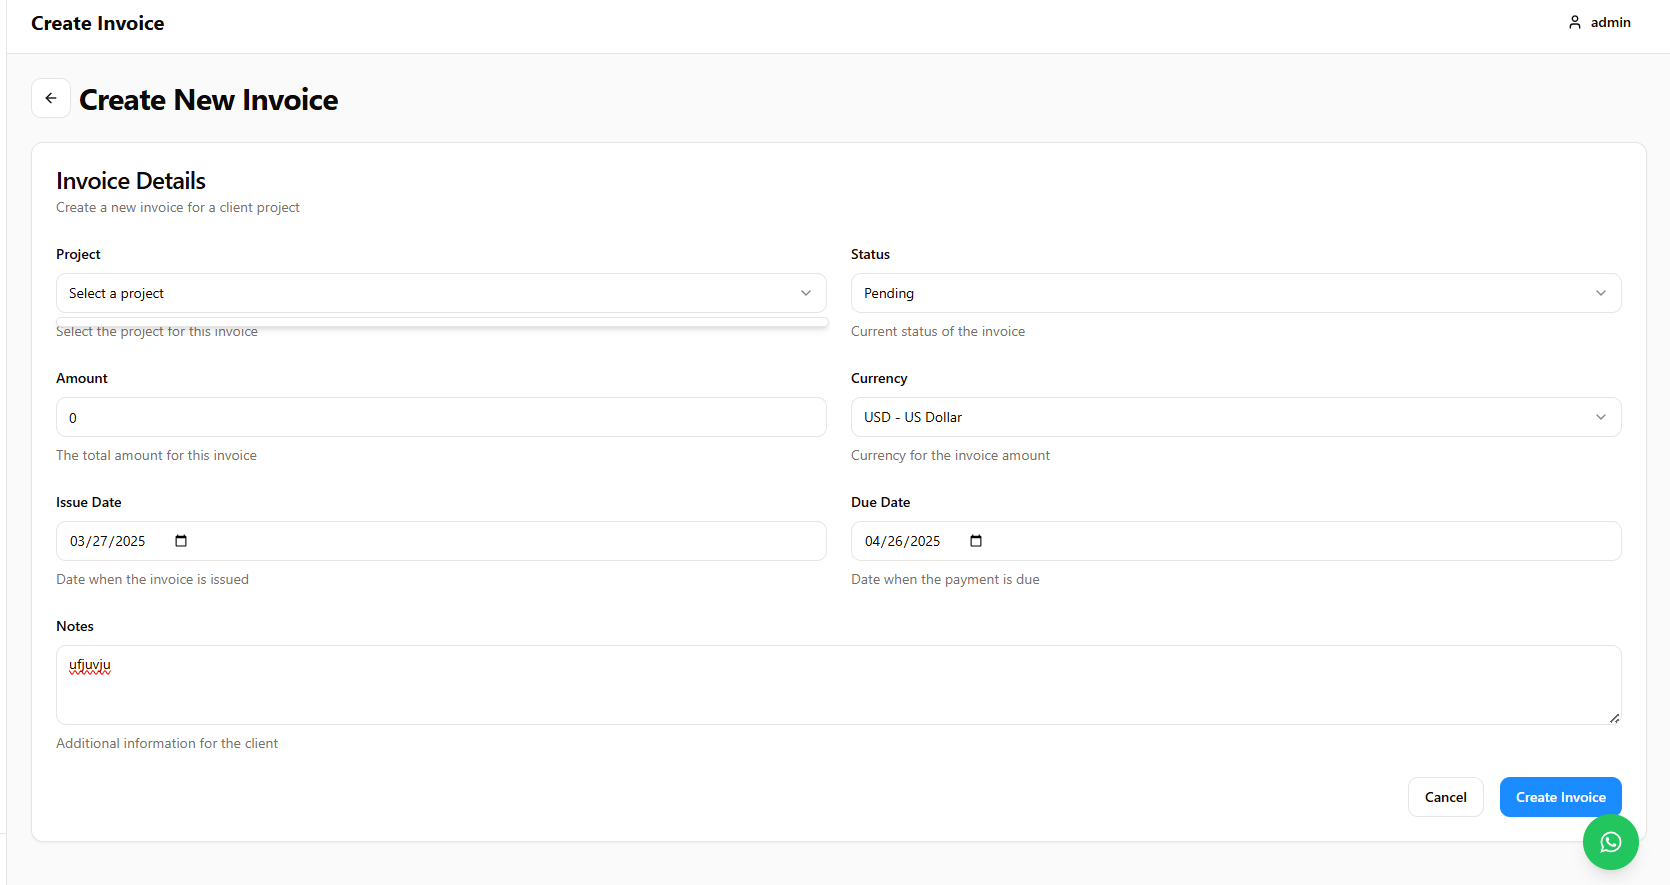 Create Invoice
admin
Create New Invoice
Invoice Details
Create a new invoice for a client project
Project
Status
Select a project
Pending
Select the project for this invoice
Current status of the invoice
Amount
Currency
0
USD - US Dollar
The total amount for this invoice
Currency for the invoice amount
Issue Date
Due Date
03/27/2025
04/26/2025
Date when the invoice is issued
Date when the payment is due
Notes
ufjuvju
Additional information for the client
Cancel
Create Invoice